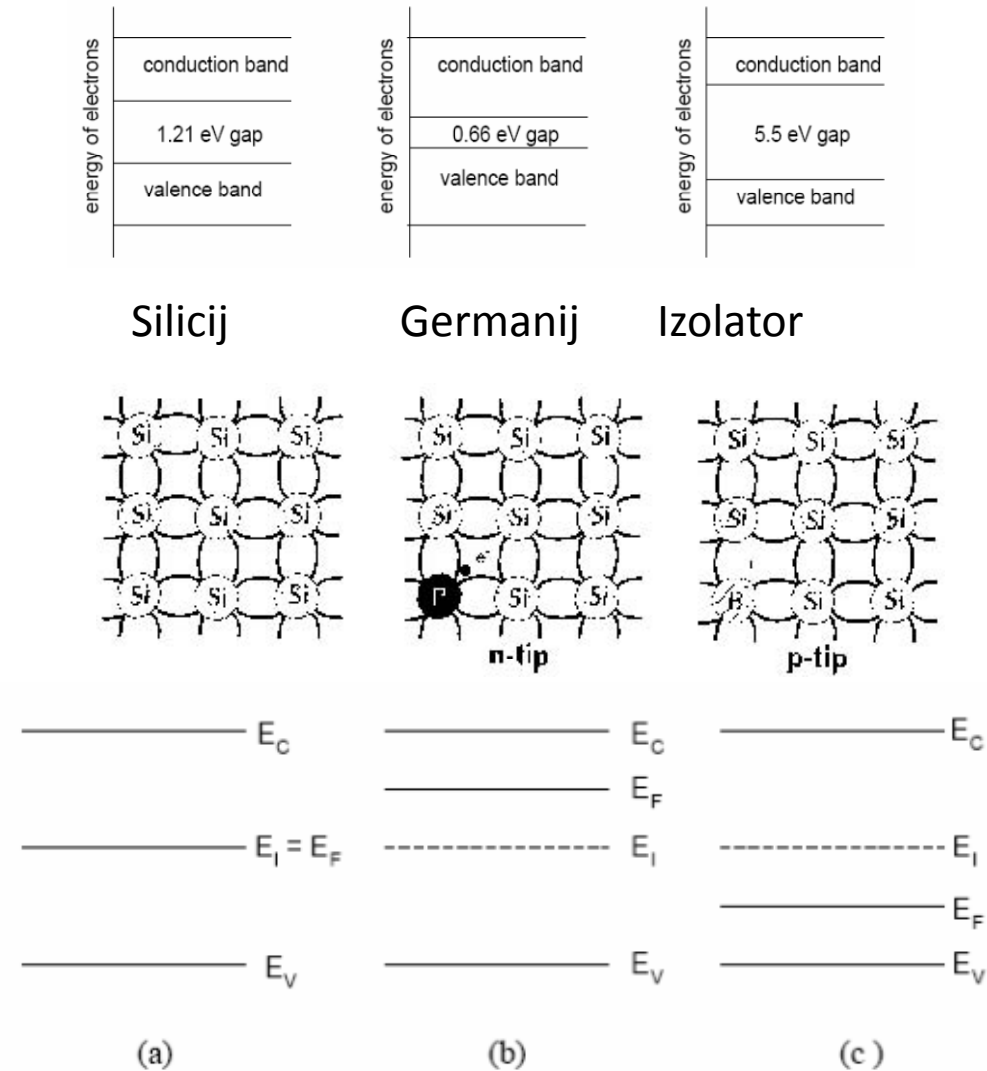 energy of electrons
conduction band
1.21 eV gap
valence band
energy of electrons
conduction band
0.66 eV gap
valence band
energy of electrons
conduction band
5.5 eV gap
valence band
Silicij Germanij Izolator
Si Si Si
Si Si Si
Si Si Si
Si Si Si
Si Si Si
e⁻
Si Si
n-tip
Si Si Si
Si Si Si
B Si Si
p-tip
E_C
E_I = E_F
E_V
(a)
E_C
E_F
E_I
E_V
(b)
E_C
E_I
E_F
E_V
(c )